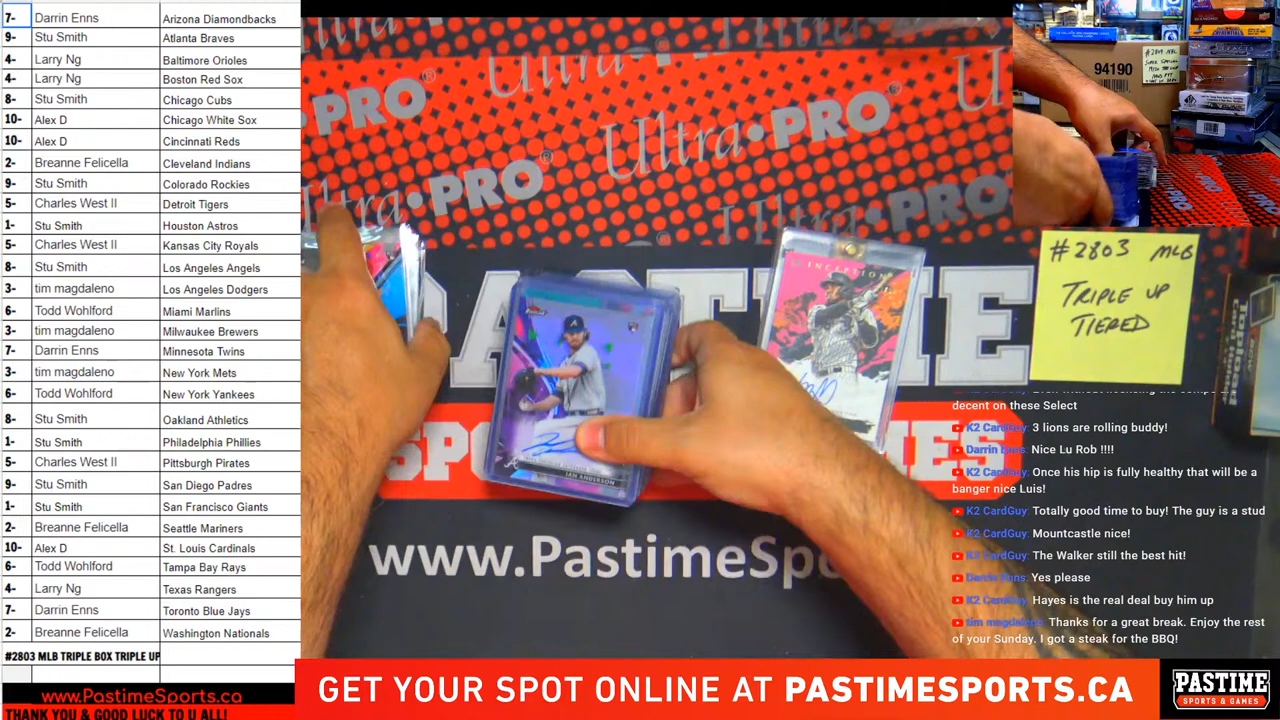 7- Darrin Enns Arizona Diamondbacks
9- Stu Smith Atlanta Braves
4- Larry Ng Baltimore Orioles
4- Larry Ng Boston Red Sox
8- Stu Smith Chicago Cubs
10- Alex D Chicago White Sox
10- Alex D Cincinnati Reds
2- Breanne Felicella Cleveland Indians
9- Stu Smith Colorado Rockies
5- Charles West II Detroit Tigers
1- Stu Smith Houston Astros
5- Charles West II Kansas City Royals
8- Stu Smith Los Angeles Angels
3- tim magdaleno Los Angeles Dodgers
6- Todd Wohlford Miami Marlins
3- tim magdaleno Milwaukee Brewers
7- Darrin Enns Minnesota Twins
3- tim magdaleno New York Mets
6- Todd Wohlford New York Yankees
8- Stu Smith Oakland Athletics
1- Stu Smith Philadelphia Phillies
5- Charles West II Pittsburgh Pirates
9- Stu Smith San Diego Padres
1- Stu Smith San Francisco Giants
2- Breanne Felicella Seattle Mariners
10- Alex D St. Louis Cardinals
6- Todd Wohlford Tampa Bay Rays
4- Larry Ng Texas Rangers
7- Darrin Enns Toronto Blue Jays
2- Breanne Felicella Washington Nationals
#2803 MLB TRIPLE BOX TRIPLE UP
www.PastimeSports.ca
THANK YOU & GOOD LUCK TO U ALL!
PRO®
Ultra•PRO®
Ultra•PRO
U
ltra•PRO®
PRO
INCEPTION
IAN ANDERSON
www.PastimeSpo
94190
#2803 MLB
TRIPLE UP
TIERED
decent on these Select
K2 CardGuy: 3 lions are rolling buddy!
Darrin Enns: Nice Lu Rob !!!!
K2 CardGuy: Once his hip is fully healthy that will be a
banger nice Luis!
K2 CardGuy: Totally good time to buy! The guy is a stud
K2 CardGuy: Mountcastle nice!
K2 CardGuy: The Walker still the best hit!
Darrin Enns: Yes please
K2 CardGuy: Hayes is the real deal buy him up
tim magdaleno: Thanks for a great break. Enjoy the rest
of your Sunday. I got a steak for the BBQ!
GET YOUR SPOT ONLINE AT PASTIMESPORTS.CA
PASTIME
SPORTS & GAMES